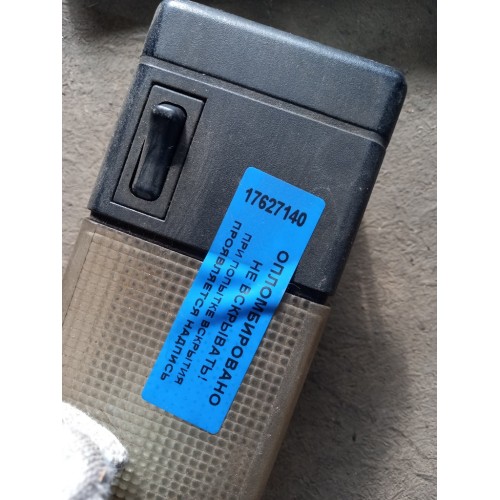 17627140
ОПЛОМБИРОВАНО
НЕ ВСКРЫВАТЬ!
ПРИ ПОПЫТКЕ ВСКРЫТИЯ
ПРОЯВЛЯЕТСЯ НАДПИСЬ